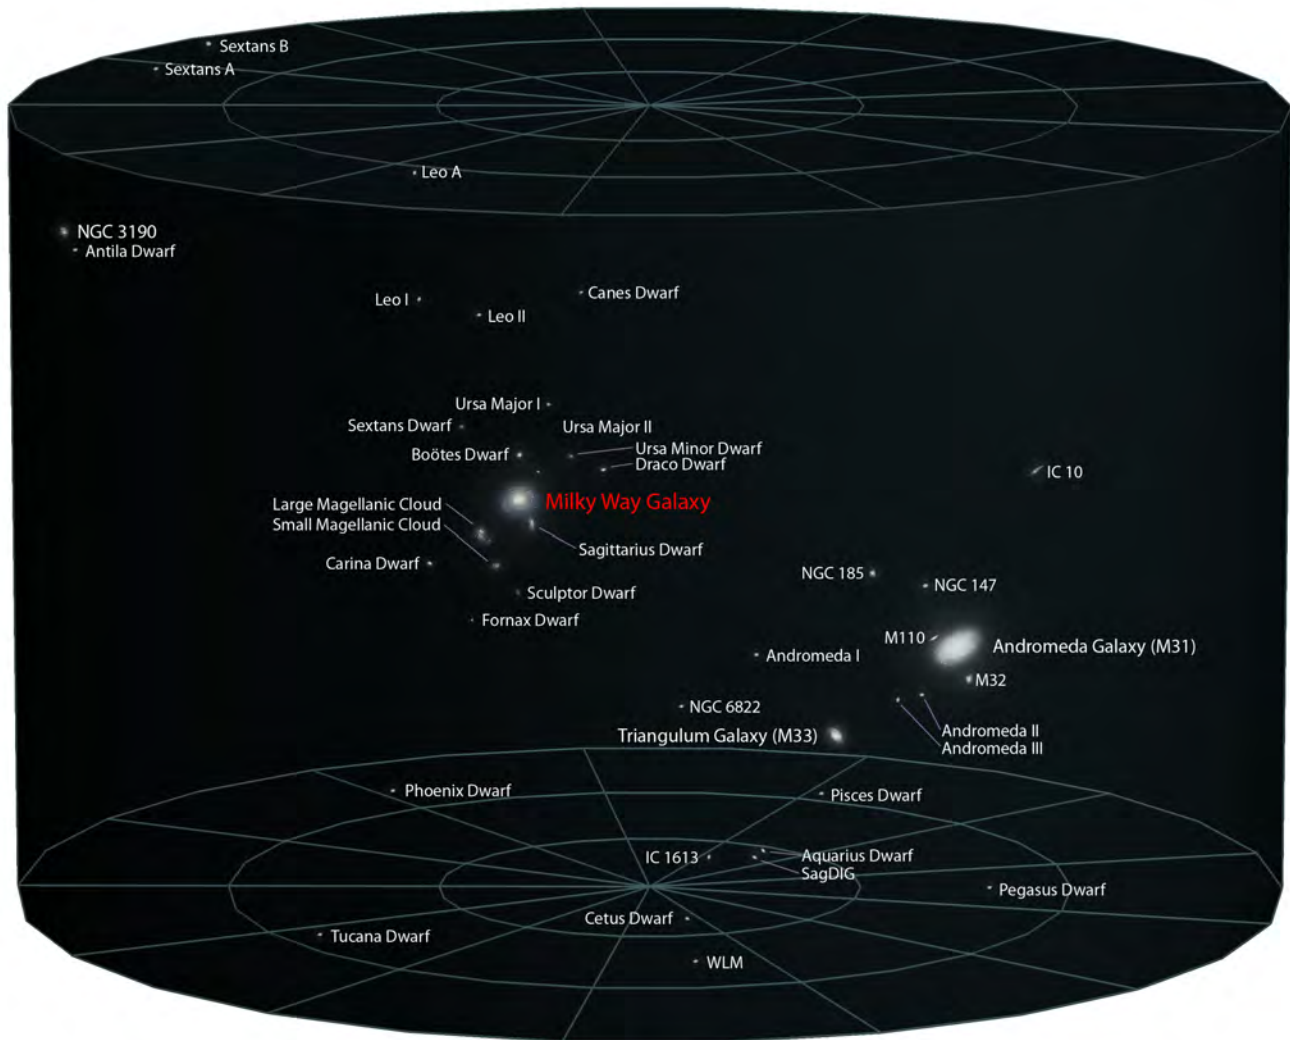 Sextans B
Sextans A
Leo A
NGC 3190
Antila Dwarf
Canes Dwarf
Leo I
Leo II
Ursa Major I
Sextans Dwarf
Ursa Major II
Ursa Minor Dwarf
Boötes Dwarf
Draco Dwarf
IC 10
Milky Way Galaxy
Large Magellanic Cloud
Small Magellanic Cloud
Sagittarius Dwarf
Carina Dwarf
NGC 185
NGC 147
Sculptor Dwarf
Fornax Dwarf
M110
Andromeda Galaxy (M31)
Andromeda I
M32
NGC 6822
Andromeda II
Triangulum Galaxy (M33)
Andromeda III
Phoenix Dwarf
Pisces Dwarf
IC 1613
Aquarius Dwarf
SagDIG
Pegasus Dwarf
Cetus Dwarf
Tucana Dwarf
WLM